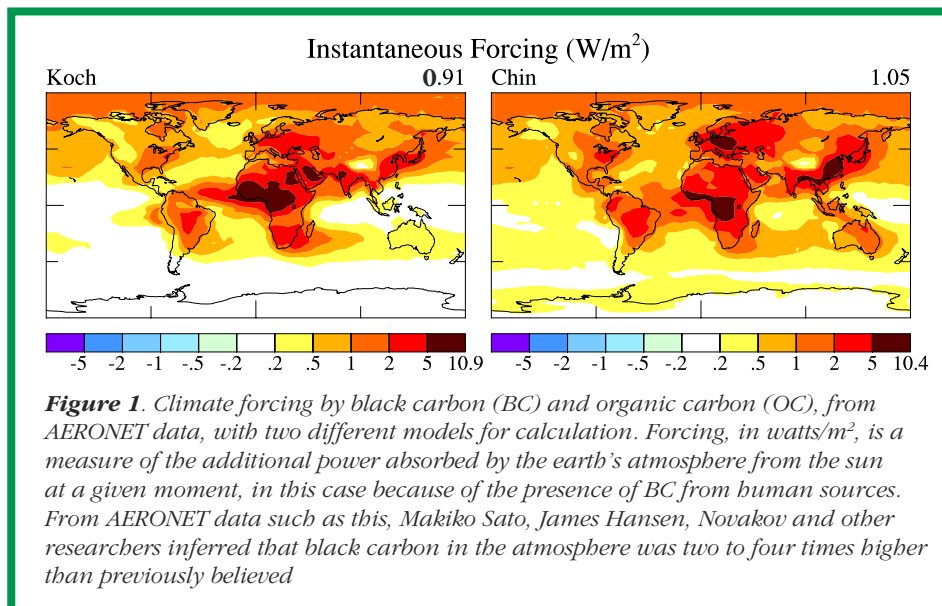 Instantaneous Forcing (W/m²)
Koch 0.91 Chin 1.05
-5 -2 -1 -.5 -.2 .2 .5 1 2 5 10.9 -5 -2 -1 -.5 -.2 .2 .5 1 2 5 10.4
Figure 1. Climate forcing by black carbon (BC) and organic carbon (OC), from
AERONET data, with two different models for calculation. Forcing, in watts/m², is a
measure of the additional power absorbed by the earth's atmosphere from the sun
at a given moment, in this case because of the presence of BC from human sources.
From AERONET data such as this, Makiko Sato, James Hansen, Novakov and other
researchers inferred that black carbon in the atmosphere was two to four times higher
than previously believed